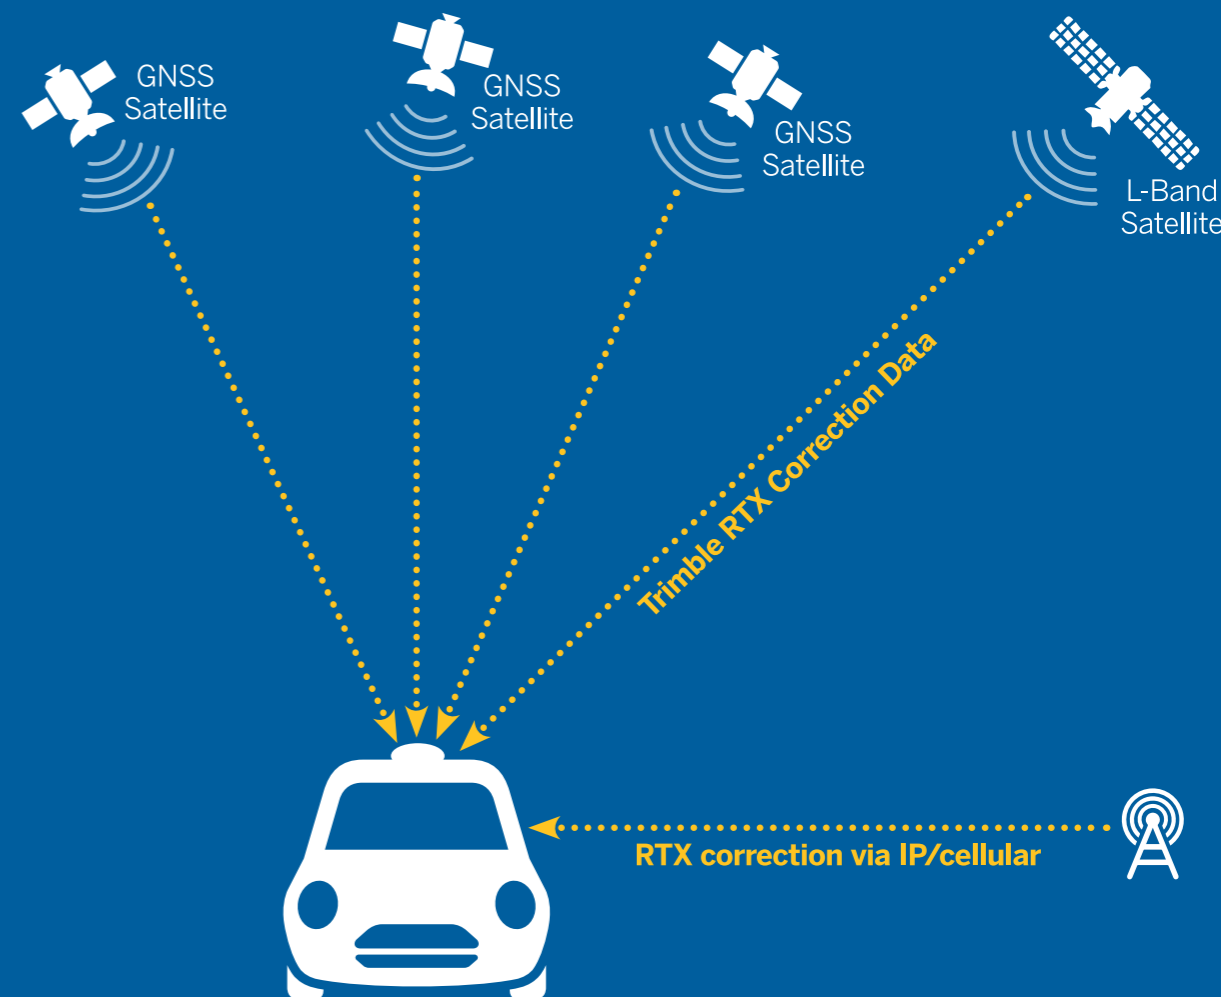 GNSS
Satellite
GNSS
Satellite
GNSS
Satellite
L-Band
Satellite
Trimble RTX Correction Data
RTX correction via IP/cellular